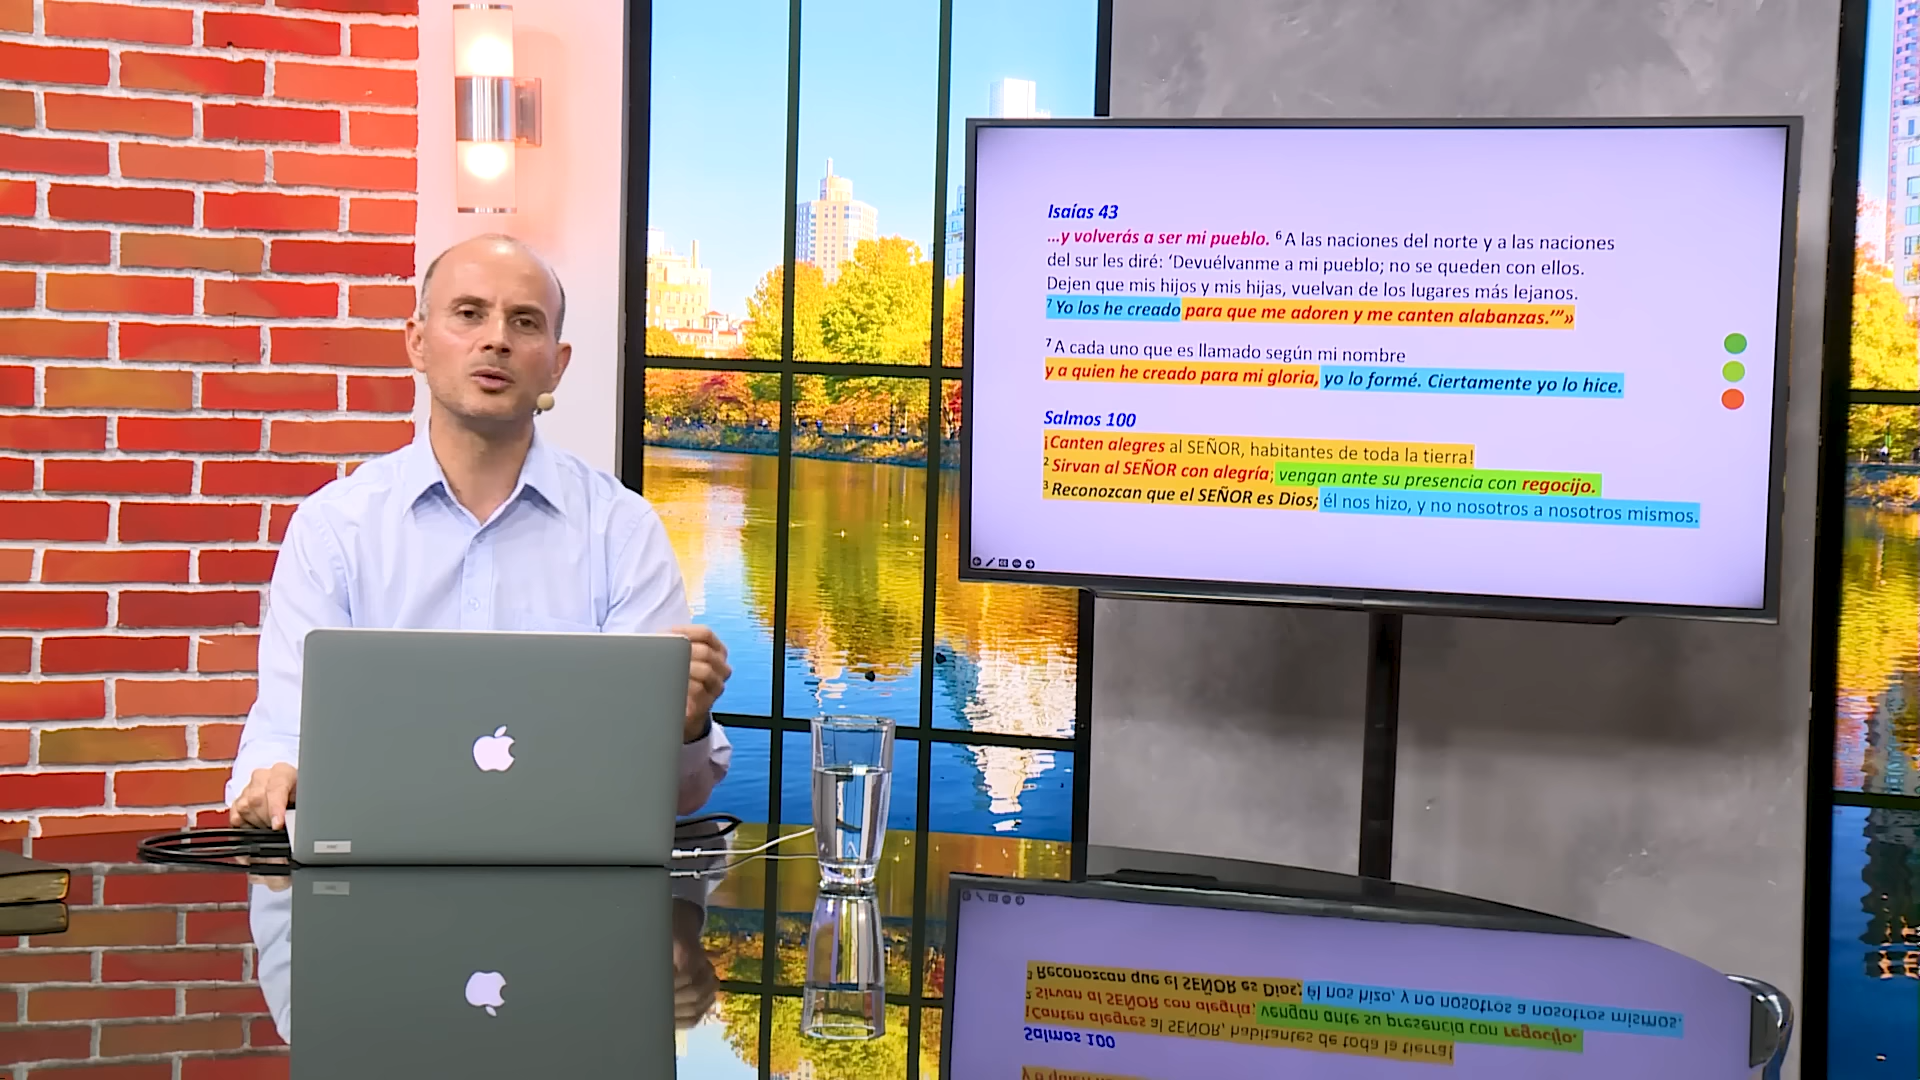 Isaías 43
...y volverás a ser mi pueblo. ⁶ A las naciones del norte y a las naciones
del sur les diré: ‘Devuélvanme a mi pueblo; no se queden con ellos.
Dejen que mis hijos y mis hijas, vuelvan de los lugares más lejanos.
⁷ Yo los he creado para que me adoren y me canten alabanzas.’”»
⁷ A cada uno que es llamado según mi nombre
y a quien he creado para mi gloria, yo lo formé. Ciertamente yo lo hice.
Salmos 100
¡Canten alegres al SEÑOR, habitantes de toda la tierra!
² Sirvan al SEÑOR con alegría; vengan ante su presencia con regocijo.
³ Reconozcan que el SEÑOR es Dios; él nos hizo, y no nosotros a nosotros mismos.